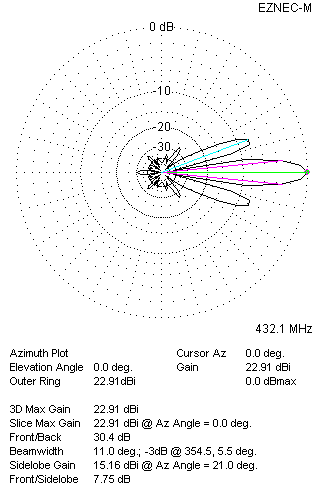 EZNEC-M
0 dB
-10
-20
-30
432.1 MHz
Azimuth Plot Cursor Az 0.0 deg.
Elevation Angle 0.0 deg. Gain 22.91 dBi
Outer Ring 22.91dBi 0.0 dBmax
3D Max Gain 22.91 dBi
Slice Max Gain 22.91 dBi @ Az Angle = 0.0 deg.
Front/Back 30.4 dB
Beamwidth 11.0 deg.; -3dB @ 354.5, 5.5 deg.
Sidelobe Gain 15.16 dBi @ Az Angle = 21.0 deg.
Front/Sidelobe 7.75 dB